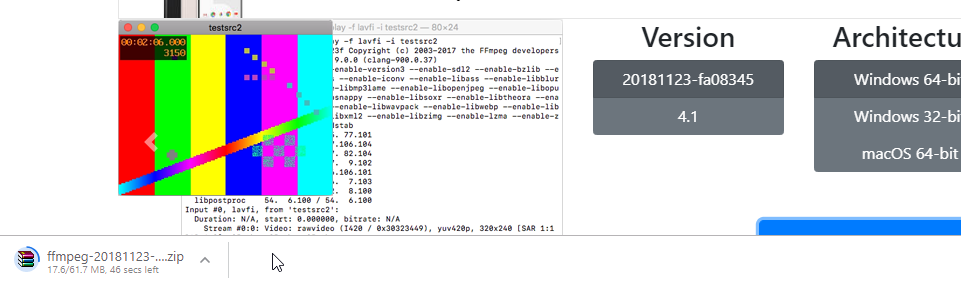 testsrc2
play -f lavfi -i testsrc2 — 80×24
00:02:06.000
3150
lay -f lavfi -i testsrc2
23f Copyright (c) 2003-2017 the FFmpeg developers
9.0.0 (clang-900.0.37)
enable-version3 --enable-sdl2 --enable-bzlib --e
--enable-iconv --enable-libass --enable-libblur
libmp3lame --enable-libopenjpeg --enable-libopu
snappy --enable-libsoxr --enable-libtheora --ena
nable-libwavpack --enable-libwebp --enable-libx
ibxml2 --enable-libzimg --enable-lzma --enable-z
dstab
77.101
107.104
82.104
9.102
106.101
7.103
8.100
libpostproc 54. 6.100 / 54. 6.100
Input #0, lavfi, from 'testsrc2':
Duration: N/A, start: 0.000000, bitrate: N/A
Stream #0:0: Video: rawvideo (I420 / 0x30323449), yuv420p, 320x240 [SAR 1:1
Version
20181123-fa08345
4.1
Architectu
Windows 64-bi
Windows 32-b
macOS 64-bit
ffmpeg-20181123-....zip
17.6/61.7 MB, 46 secs left